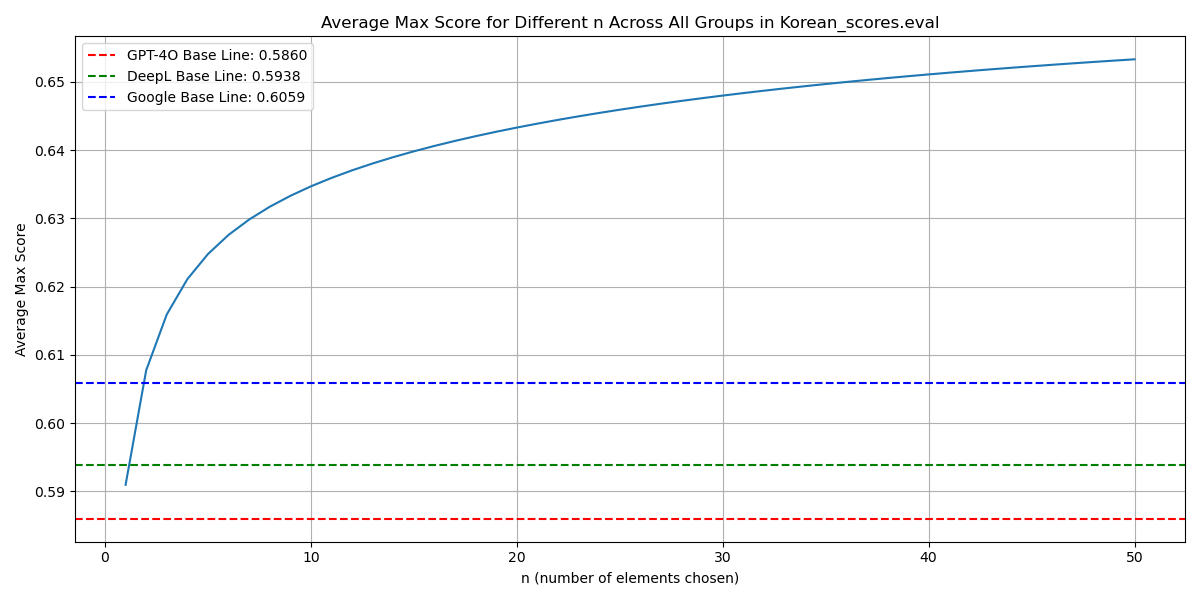 Average Max Score for Different n Across All Groups in Korean_scores.eval
GPT-4O Base Line: 0.5860
DeepL Base Line: 0.5938
Google Base Line: 0.6059
Average Max Score
0.65
0.64
0.63
0.62
0.61
0.60
0.59
0 10 20 30 40 50
n (number of elements chosen)